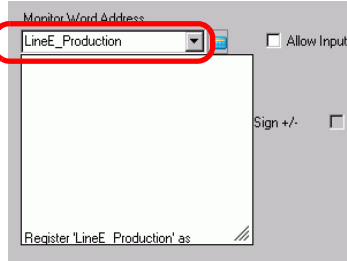 Monitor Word Address
LineE_Production
Allow Input
Sign +/-
Register 'LineE_Production' as